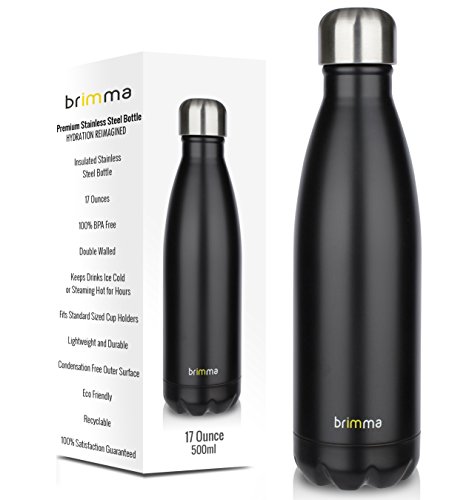 brimma
Premium Stainless Steel Bottle
HYDRATION REIMAGINED
Insulated Stainless
Steel Bottle
17 Ounces
100% BPA Free
Double Walled
Keeps Drinks Ice Cold
or Steaming Hot for Hours
Fits Standard Sized Cup Holders
Lightweight and Durable
Condensation Free Outer Surface
Eco Friendly
Recyclable
100% Satisfaction Guaranteed
brimma
17 Ounce
500ml
brimma